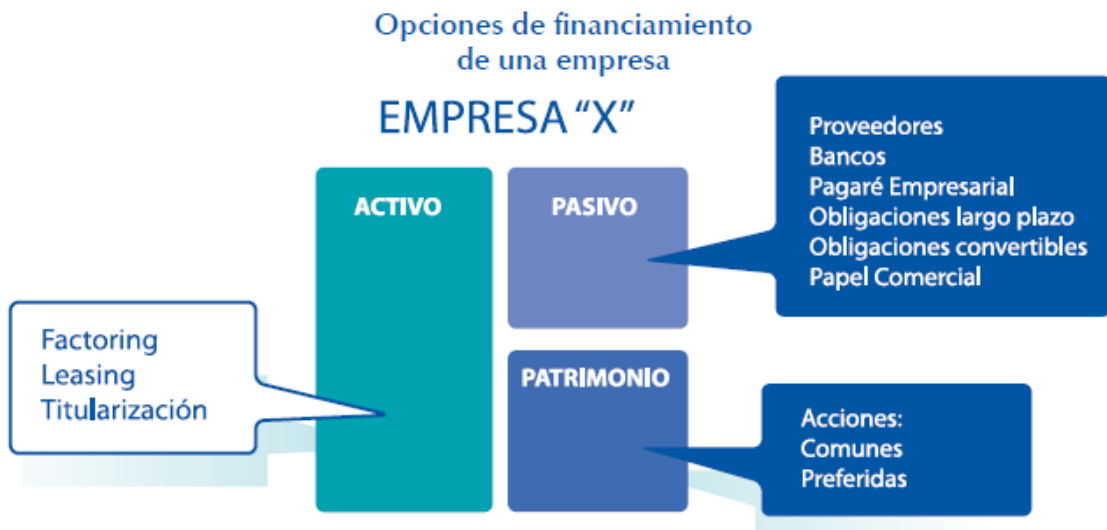 Opciones de financiamiento
de una empresa
EMPRESA “X”
ACTIVO
PASIVO
Proveedores
Bancos
Pagaré Empresarial
Obligaciones largo plazo
Obligaciones convertibles
Papel Comercial
Factoring
Leasing
Titularización
PATRIMONIO
Acciones:
Comunes
Preferidas